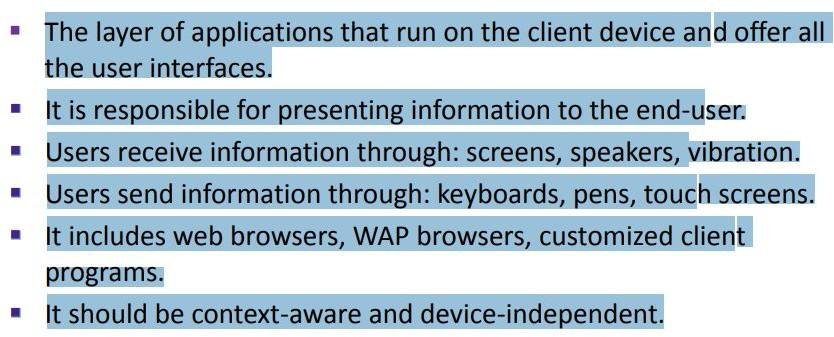 ▪ The layer of applications that run on the client device and offer all
the user interfaces.
▪ It is responsible for presenting information to the end-user.
▪ Users receive information through: screens, speakers, vibration.
▪ Users send information through: keyboards, pens, touch screens.
▪ It includes web browsers, WAP browsers, customized client
programs.
▪ It should be context-aware and device-independent.